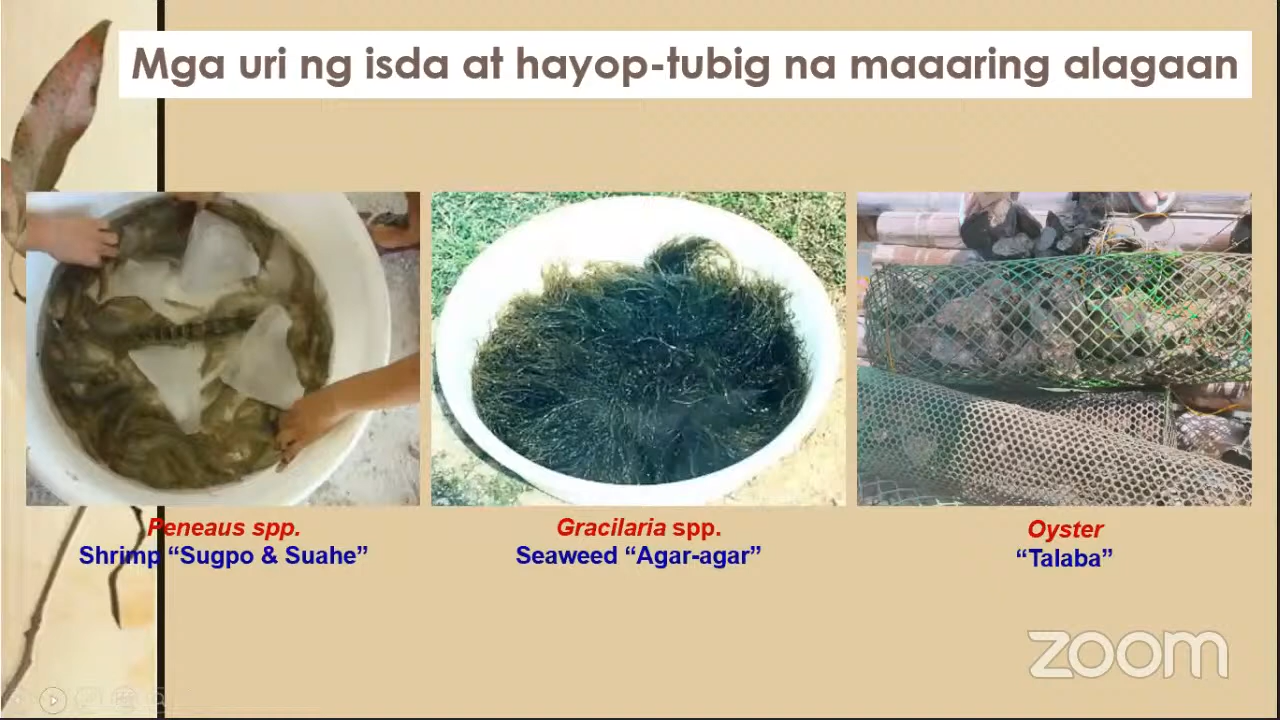 Mga uri ng isda at hayop-tubig na maaaring alagaan
Peneaus spp.
Shrimp “Sugpo & Suahe”
Gracilaria spp.
Seaweed “Agar-agar”
Oyster
“Talaba”
zoom